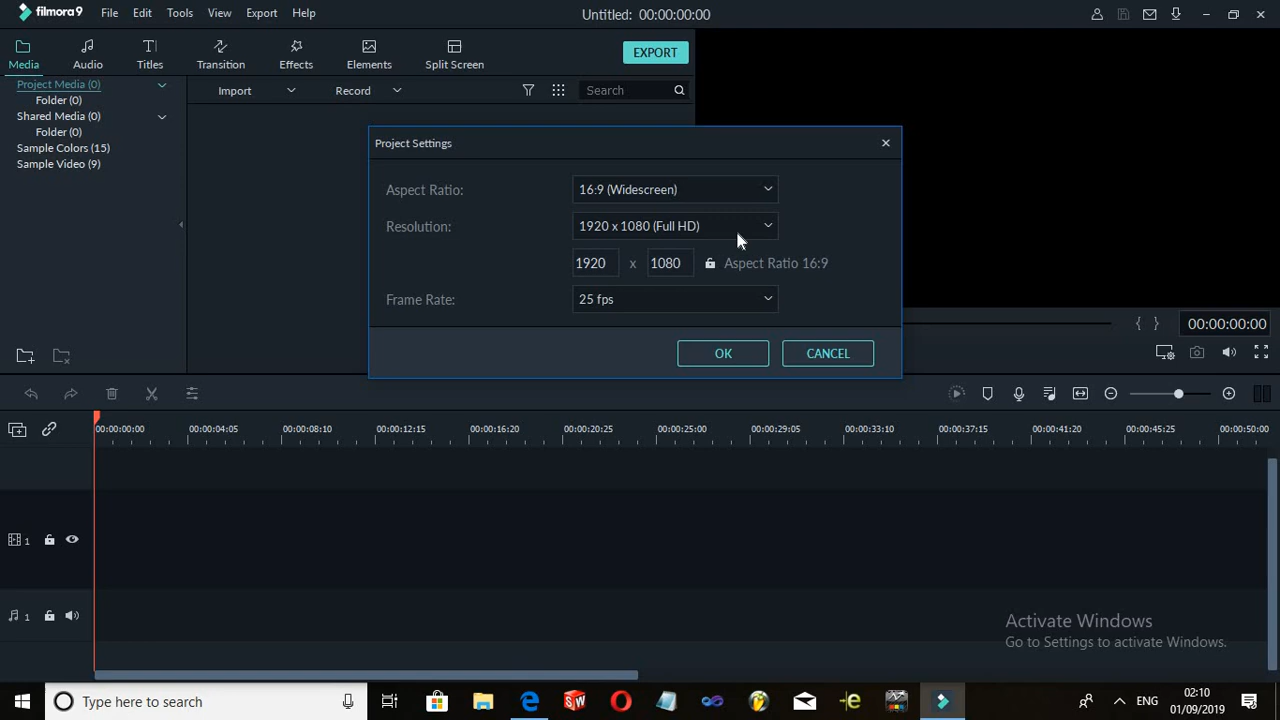 filmora9 File Edit Tools View Export Help Untitled: 00:00:00:00
Media Audio Titles Transition Effects Elements Split Screen EXPORT
Project Media (0)
Folder (0)
Shared Media (0)
Folder (0)
Sample Colors (15)
Sample Video (9)
Import Record Search
Project Settings
Aspect Ratio: 16:9 (Widescreen)
Resolution: 1920 x 1080 (Full HD)
1920 x 1080 Aspect Ratio 16:9
Frame Rate: 25 fps
OK CANCEL
{ } 00:00:00:00
00:00:00:00 00:00:04:05 00:00:08:10 00:00:12:15 00:00:16:20 00:00:20:25 00:00:25:00 00:00:29:05 00:00:33:10 00:00:37:15 00:00:41:20 00:00:45:25 00:00:50:00
1
1
Activate Windows
Go to Settings to activate Windows.
Type here to search SW e ENG 02:10
01/09/2019